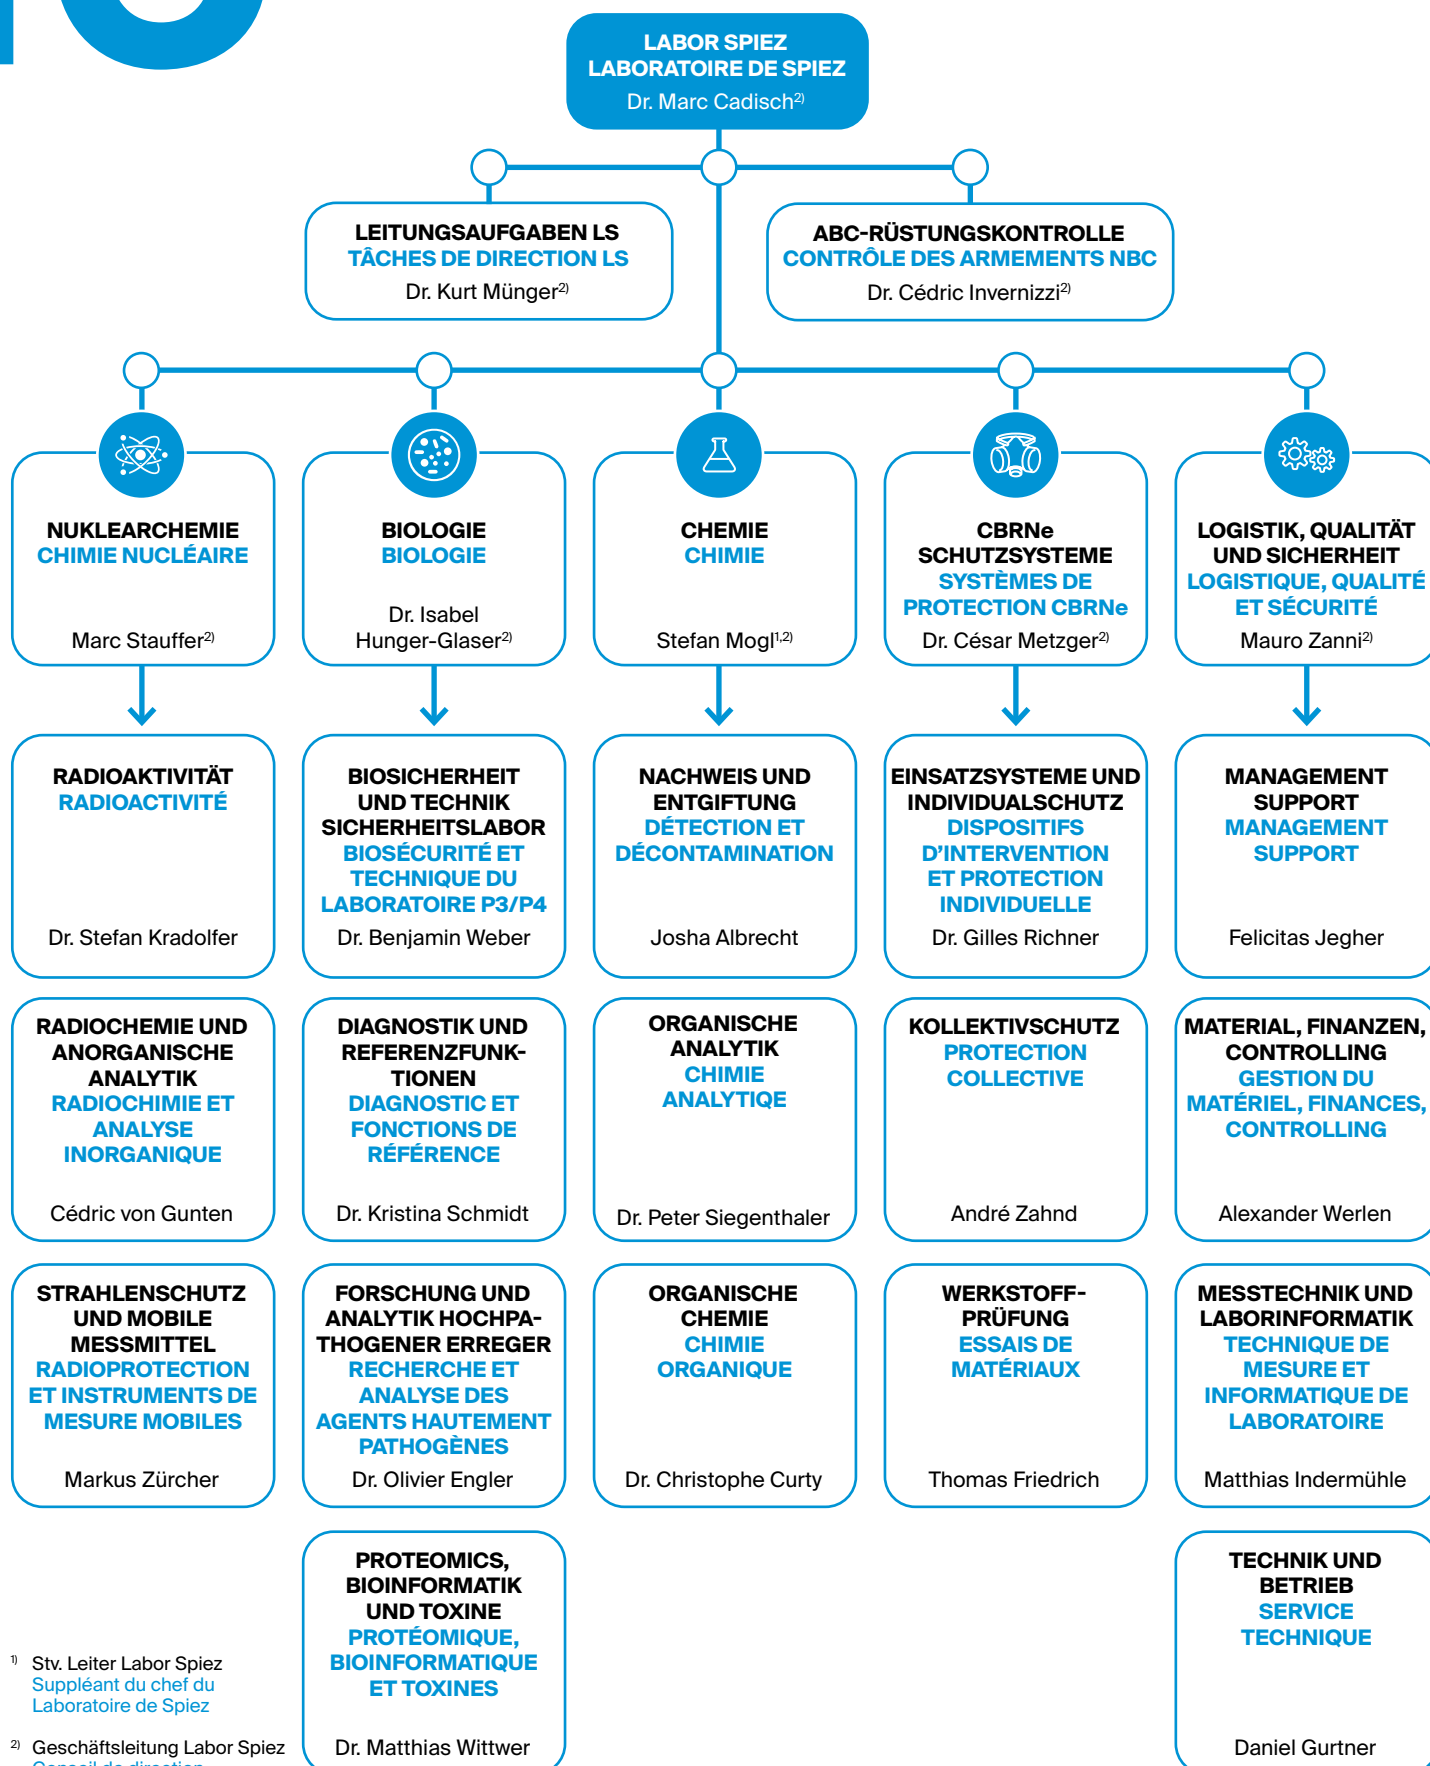 LABOR SPIEZ
LABORATOIRE DE SPIEZ
Dr. Marc Cadisch2)
LEITUNGSAUFGABEN LS
TÂCHES DE DIRECTION LS
Dr. Kurt Münger2)
ABC-RÜSTUNGSKONTROLLE
CONTRÔLE DES ARMEMENTS NBC
Dr. Cédric Invernizzi2)
NUKLEARCHEMIE
CHIMIE NUCLÉAIRE
Marc Stauffer2)
BIOLOGIE
BIOLOGIE
Dr. Isabel
Hunger-Glaser2)
CHEMIE
CHIMIE
Stefan Mogl1,2)
CBRNe
SCHUTZSYSTEME
SYSTÈMES DE
PROTECTION CBRNe
Dr. César Metzger2)
LOGISTIK, QUALITÄT
UND SICHERHEIT
LOGISTIQUE, QUALITÉ
ET SÉCURITÉ
Mauro Zanni2)
RADIOAKTIVITÄT
RADIOACTIVITÉ
Dr. Stefan Kradolfer
BIOSICHERHEIT
UND TECHNIK
SICHERHEITSLABOR
BIOSÉCURITÉ ET
TECHNIQUE DU
LABORATOIRE P3/P4
Dr. Benjamin Weber
NACHWEIS UND
ENTGIFTUNG
DÉTECTION ET
DÉCONTAMINATION
Josha Albrecht
EINSATZSYSTEME UND
INDIVIDUALSCHUTZ
DISPOSITIFS
D’INTERVENTION
ET PROTECTION
INDIVIDUELLE
Dr. Gilles Richner
MANAGEMENT
SUPPORT
MANAGEMENT
SUPPORT
Felicitas Jegher
RADIOCHEMIE UND
ANORGANISCHE
ANALYTIK
RADIOCHIMIE ET
ANALYSE
INORGANIQUE
Cédric von Gunten
DIAGNOSTIK UND
REFERENZFUNK-
TIONEN
DIAGNOSTIC ET
FONCTIONS DE
RÉFÉRENCE
Dr. Kristina Schmidt
ORGANISCHE
ANALYTIK
CHIMIE
ANALYTIQE
Dr. Peter Siegenthaler
KOLLEKTIVSCHUTZ
PROTECTION
COLLECTIVE
André Zahnd
MATERIAL, FINANZEN,
CONTROLLING
GESTION DU
MATÉRIEL, FINANCES,
CONTROLLING
Alexander Werlen
STRAHLENSCHUTZ
UND MOBILE
MESSMITTEL
RADIOPROTECTION
ET INSTRUMENTS DE
MESURE MOBILES
Markus Zürcher
FORSCHUNG UND
ANALYTIK HOCHPA-
THOGENER ERREGER
RECHERCHE ET
ANALYSE DES
AGENTS HAUTEMENT
PATHOGÈNES
Dr. Olivier Engler
ORGANISCHE
CHEMIE
CHIMIE
ORGANIQUE
Dr. Christophe Curty
WERKSTOFF-
PRÜFUNG
ESSAIS DE
MATÉRIAUX
Thomas Friedrich
MESSTECHNIK UND
LABORINFORMATIK
TECHNIQUE DE
MESURE ET
INFORMATIQUE DE
LABORATOIRE
Matthias Indermühle
PROTEOMICS,
BIOINFORMATIK
UND TOXINE
PROTÉOMIQUE,
BIOINFORMATIQUE
ET TOXINES
Dr. Matthias Wittwer
TECHNIK UND
BETRIEB
SERVICE
TECHNIQUE
Daniel Gurtner
1) Stv. Leiter Labor Spiez
Suppléant du chef du
Laboratoire de Spiez
2) Geschäftsleitung Labor Spiez
Conseil de direction